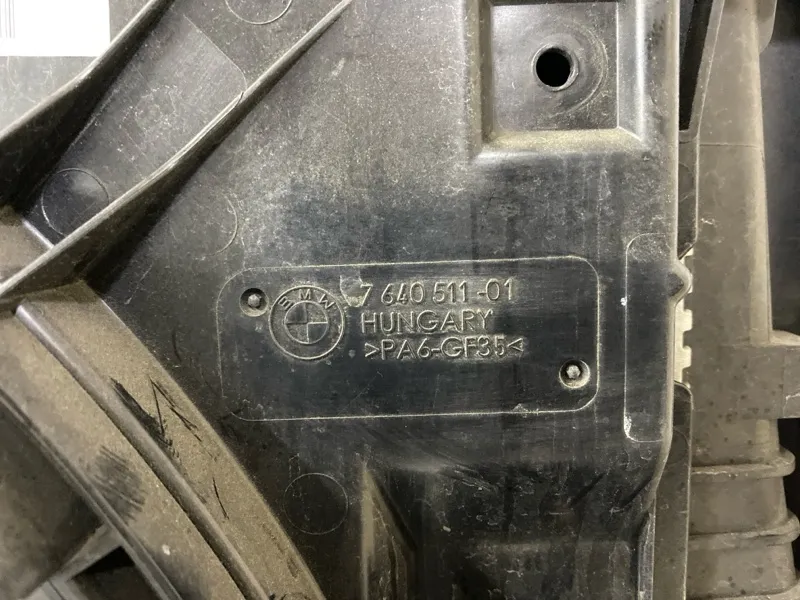 BMW
7 640 511-01
HUNGARY
>PA6-GF35<